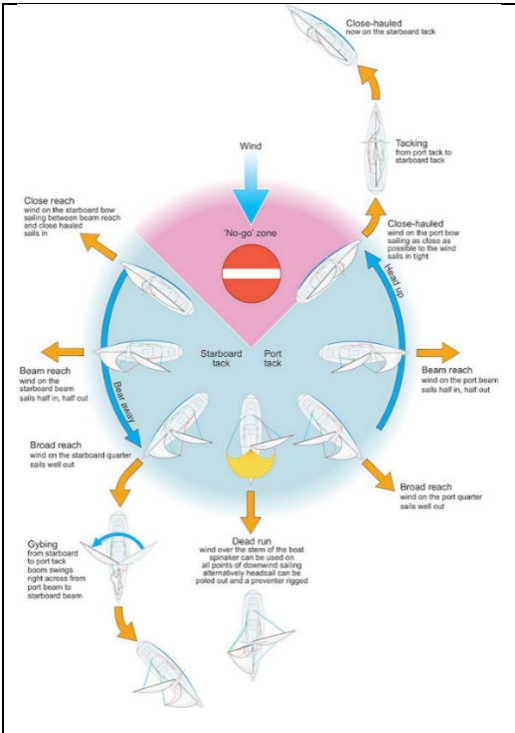 Close-hauled
now on the starboard tack
Tacking
from port tack to
starboard tack
Wind
Close reach
wind on the starboard bow
sailing between beam reach
and close hauled
sails in
'No-go' zone
Close-hauled
wind on the port bow
sailing as close as
possible to the wind
sails in tight
Head up
Starboard
tack
Port
tack
Beam reach
wind on the
starboard beam
sails half in, half out
Bear away
Beam reach
wind on the port beam
sails half in, half out
Broad reach
wind on the starboard quarter
sails well out
Broad reach
wind on the port quarter
sails well out
Gybing
from starboard
to port tack
boom swings
right across from
port beam to
starboard beam
Dead run
wind over the stern of the boat
spinaker can be used on
all points of downwind sailing
alternatively headsail can be
poled out and a preventer rigged